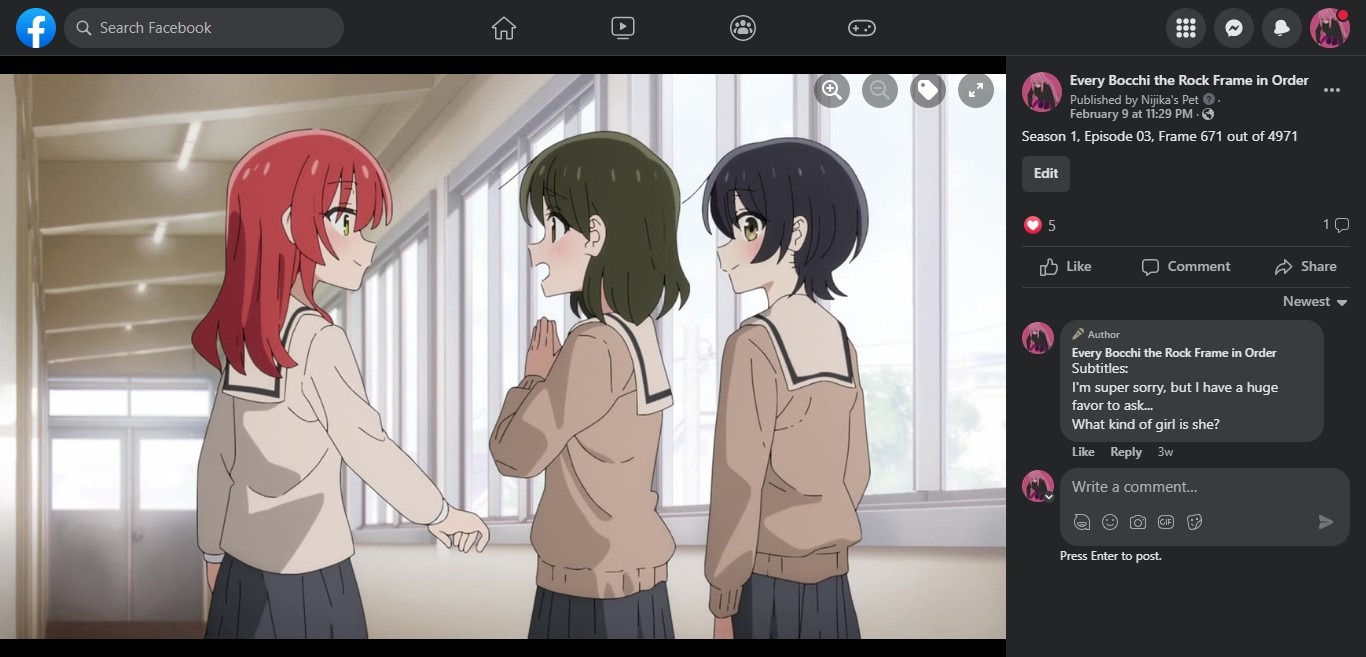 Search Facebook
Every Bocchi the Rock Frame in Order
Published by Nijika's Pet ·
February 9 at 11:29 PM ·
Season 1, Episode 03, Frame 671 out of 4971
Edit
5
1
Like
Comment
Share
Newest
Author
Every Bocchi the Rock Frame in Order
Subtitles:
I'm super sorry, but I have a huge
favor to ask...
What kind of girl is she?
Like Reply 3w
Write a comment...
GIF
Press Enter to post.